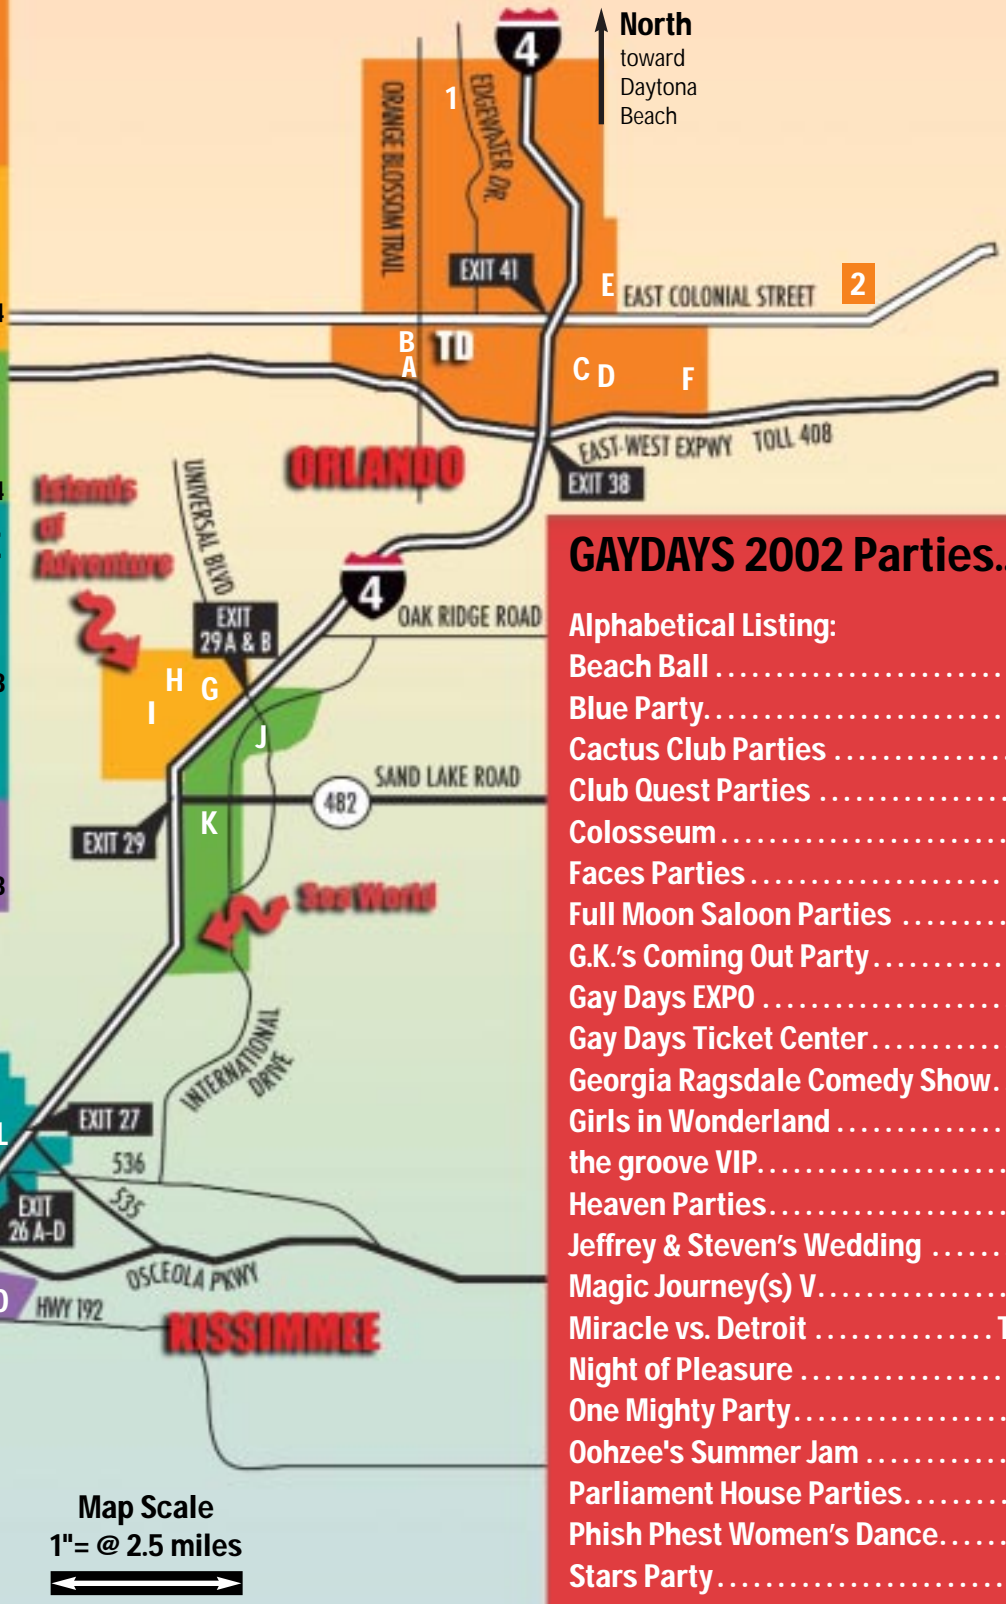 4
North
toward
Daytona
Beach
1
EDGEWATER DR.
ORANGE BLOSSOM TRAIL
EXIT 41
E
EAST COLONIAL STREET
2
4
B
TD
A
C D
F
EAST-WEST EXPWY TOLL 408
ORLANDO
EXIT 38
4
Islands
of
Adventure
UNIVERSAL BLVD
4
OAK RIDGE ROAD
EXIT
29 A & B
H
G
I
J
SAND LAKE ROAD
482
K
EXIT 29
Sea World
INTERNATIONAL
DRIVE
EXIT 27
L
536
535
EXIT
26 A-D
OSCEOLA PKWY
HWY 192
KISSIMMEE
Map Scale
1"= @ 2.5 miles
GAYDAYS 2002 Parties..
Alphabetical Listing:
Beach Ball
Blue Party
Cactus Club Parties
Club Quest Parties
Colosseum
Faces Parties
Full Moon Saloon Parties
G.K.'s Coming Out Party
Gay Days EXPO
Gay Days Ticket Center
Georgia Ragsdale Comedy Show
Girls in Wonderland
the groove VIP
Heaven Parties
Jeffrey & Steven's Wedding
Magic Journey(s) V
Miracle vs. Detroit T
Night of Pleasure
One Mighty Party
Oohzee's Summer Jam
Parliament House Parties
Phish Phest Women's Dance
Stars Party